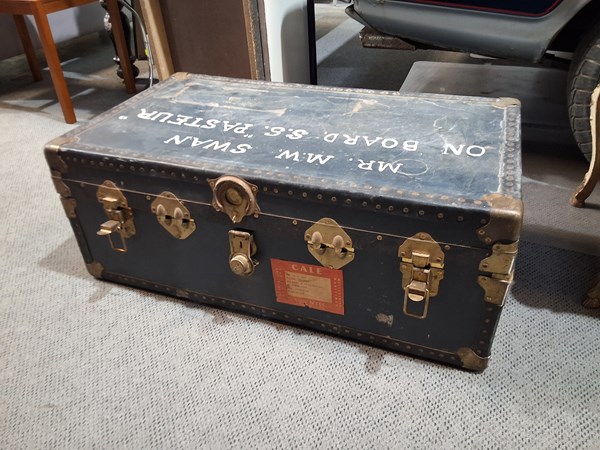 MR. M.W. SWAN
ON BOARD. S.S. "PASTEUR"
CALE